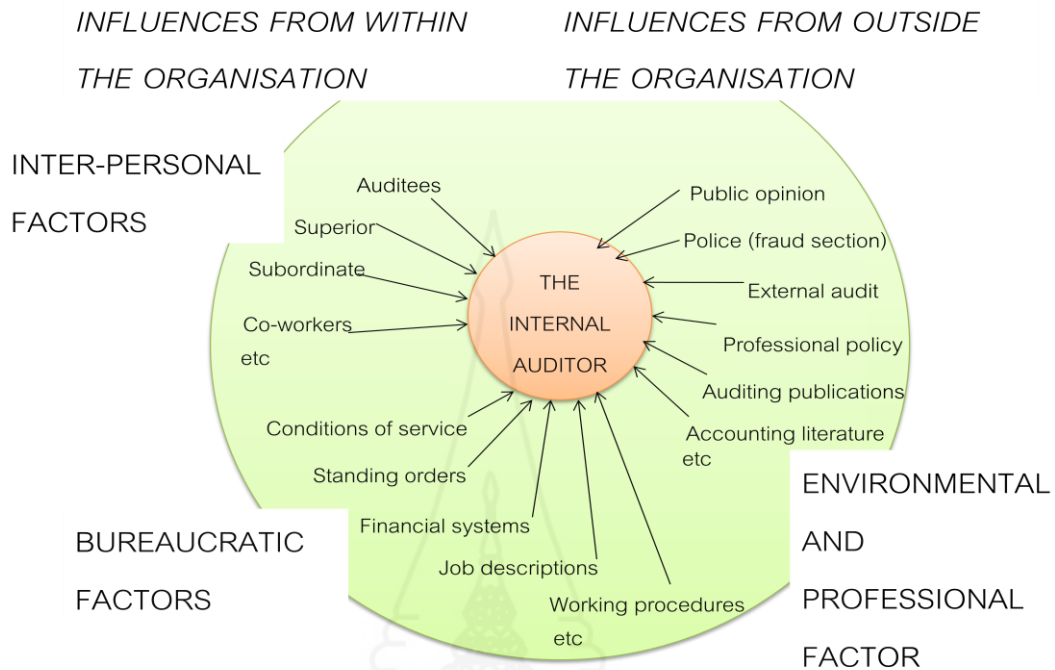 INFLUENCES FROM WITHIN
THE ORGANISATION
INFLUENCES FROM OUTSIDE
THE ORGANISATION
INTER-PERSONAL
FACTORS
Auditees
Superior
Subordinate
Co-workers
etc
THE
INTERNAL
AUDITOR
Public opinion
Police (fraud section)
External audit
Professional policy
Auditing publications
Accounting literature
etc
Conditions of service
Standing orders
Financial systems
Job descriptions
Working procedures
etc
BUREAUCRATIC
FACTORS
ENVIRONMENTAL
AND
PROFESSIONAL
FACTOR